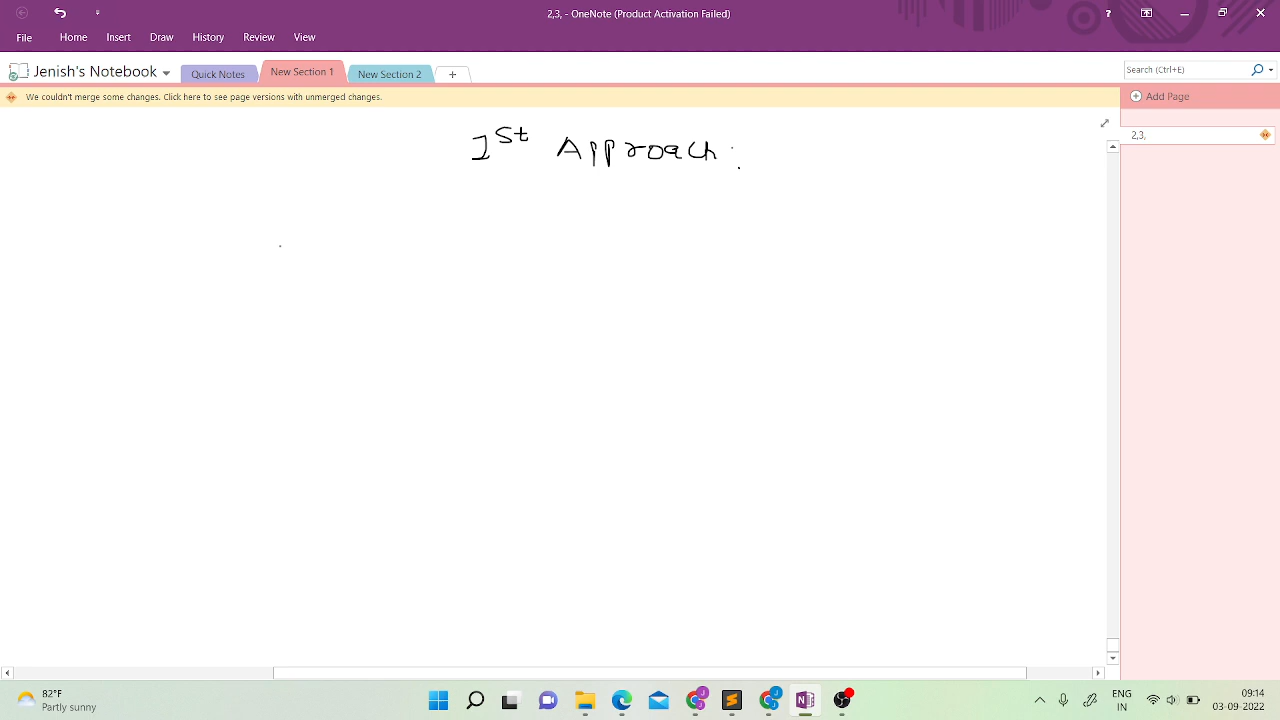 2,3, - OneNote (Product Activation Failed)
?
File Home Insert Draw History Review View
Jenish's Notebook Quick Notes New Section 1 New Section 2 +
Search (Ctrl+E)
We couldn't merge some changes. Click here to see page versions with unmerged changes.
Add Page
2,3,
1st Approach :
82°F
Partly sunny
ENG
IN
09:14
03-09-2022